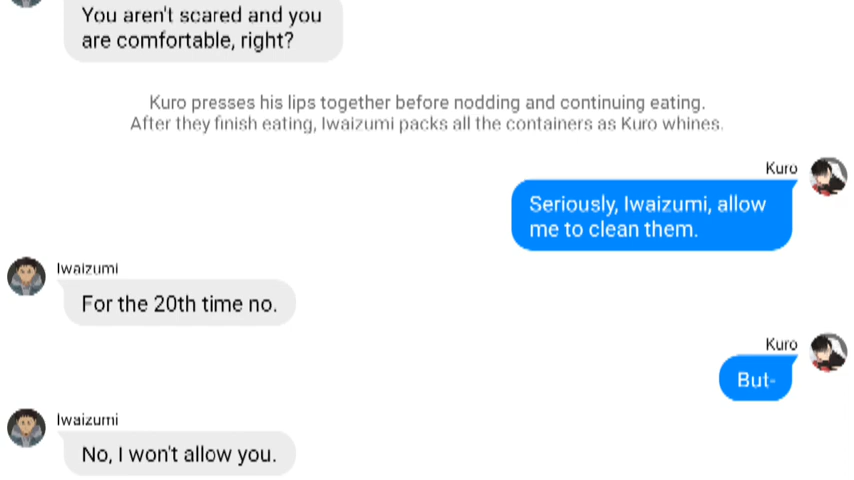 You aren't scared and you
are comfortable, right?
Kuro presses his lips together before nodding and continuing eating.
After they finish eating, Iwaizumi packs all the containers as Kuro whines.
Kuro
Seriously, Iwaizumi, allow
me to clean them.
Iwaizumi
For the 20th time no.
Kuro
But-
Iwaizumi
No, I won't allow you.